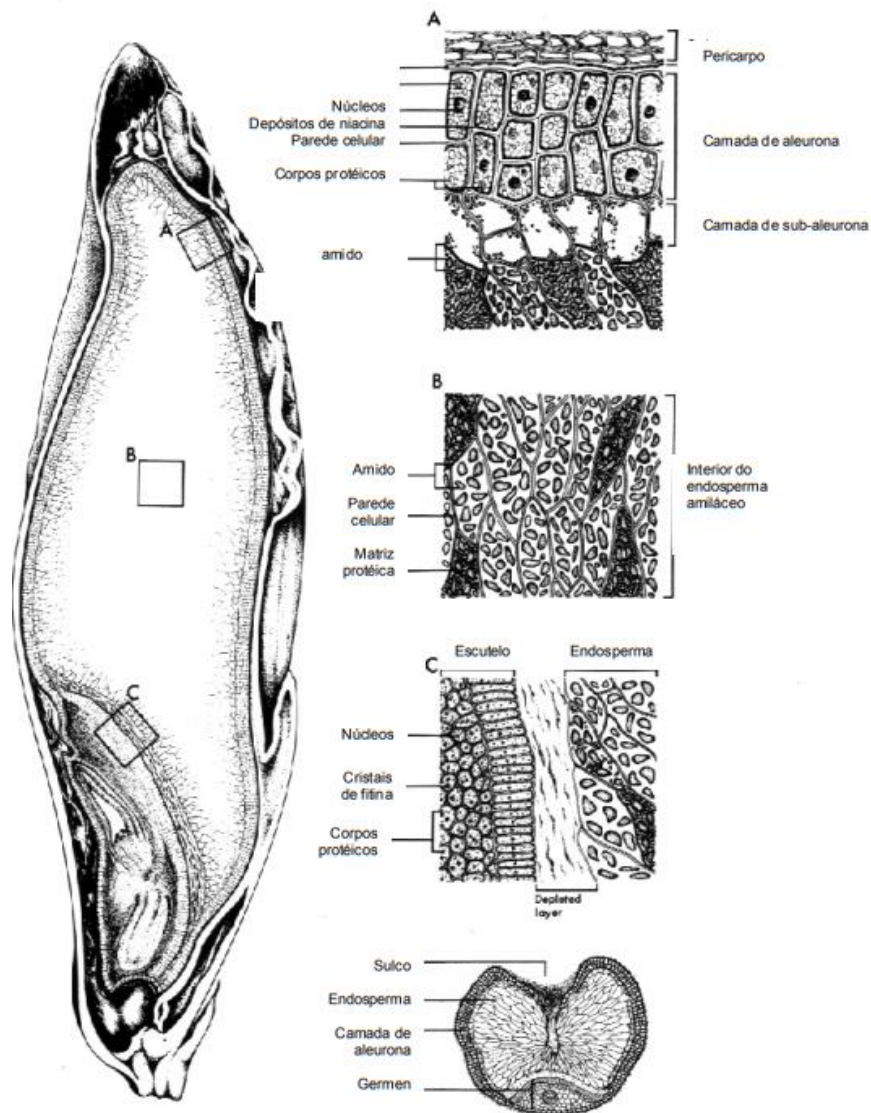 A
Pericarpo
Núcleos
Depósitos de niacina
Parede celular
Camada de aleurona
Corpos protéicos
Camada de sub-aleurona
amido
A
B
B
Amido
Parede
celular
Matriz
protéica
Interior do
endosperma
amiláceo
C
C
Escutelo
Endosperma
Núcleos
Cristais
de fitina
Corpos
protéicos
Depleted
layer
Sulco
Endosperma
Camada de
aleurona
Germen